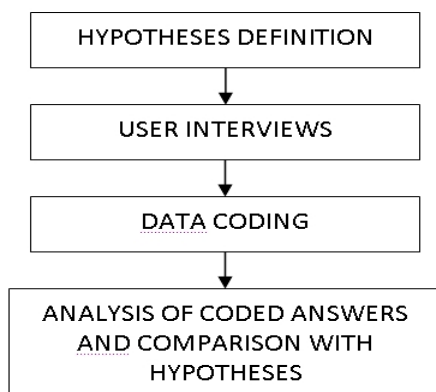 HYPOTHESES DEFINITION
USER INTERVIEWS
DATA CODING
ANALYSIS OF CODED ANSWERS
AND COMPARISON WITH
HYPOTHESES